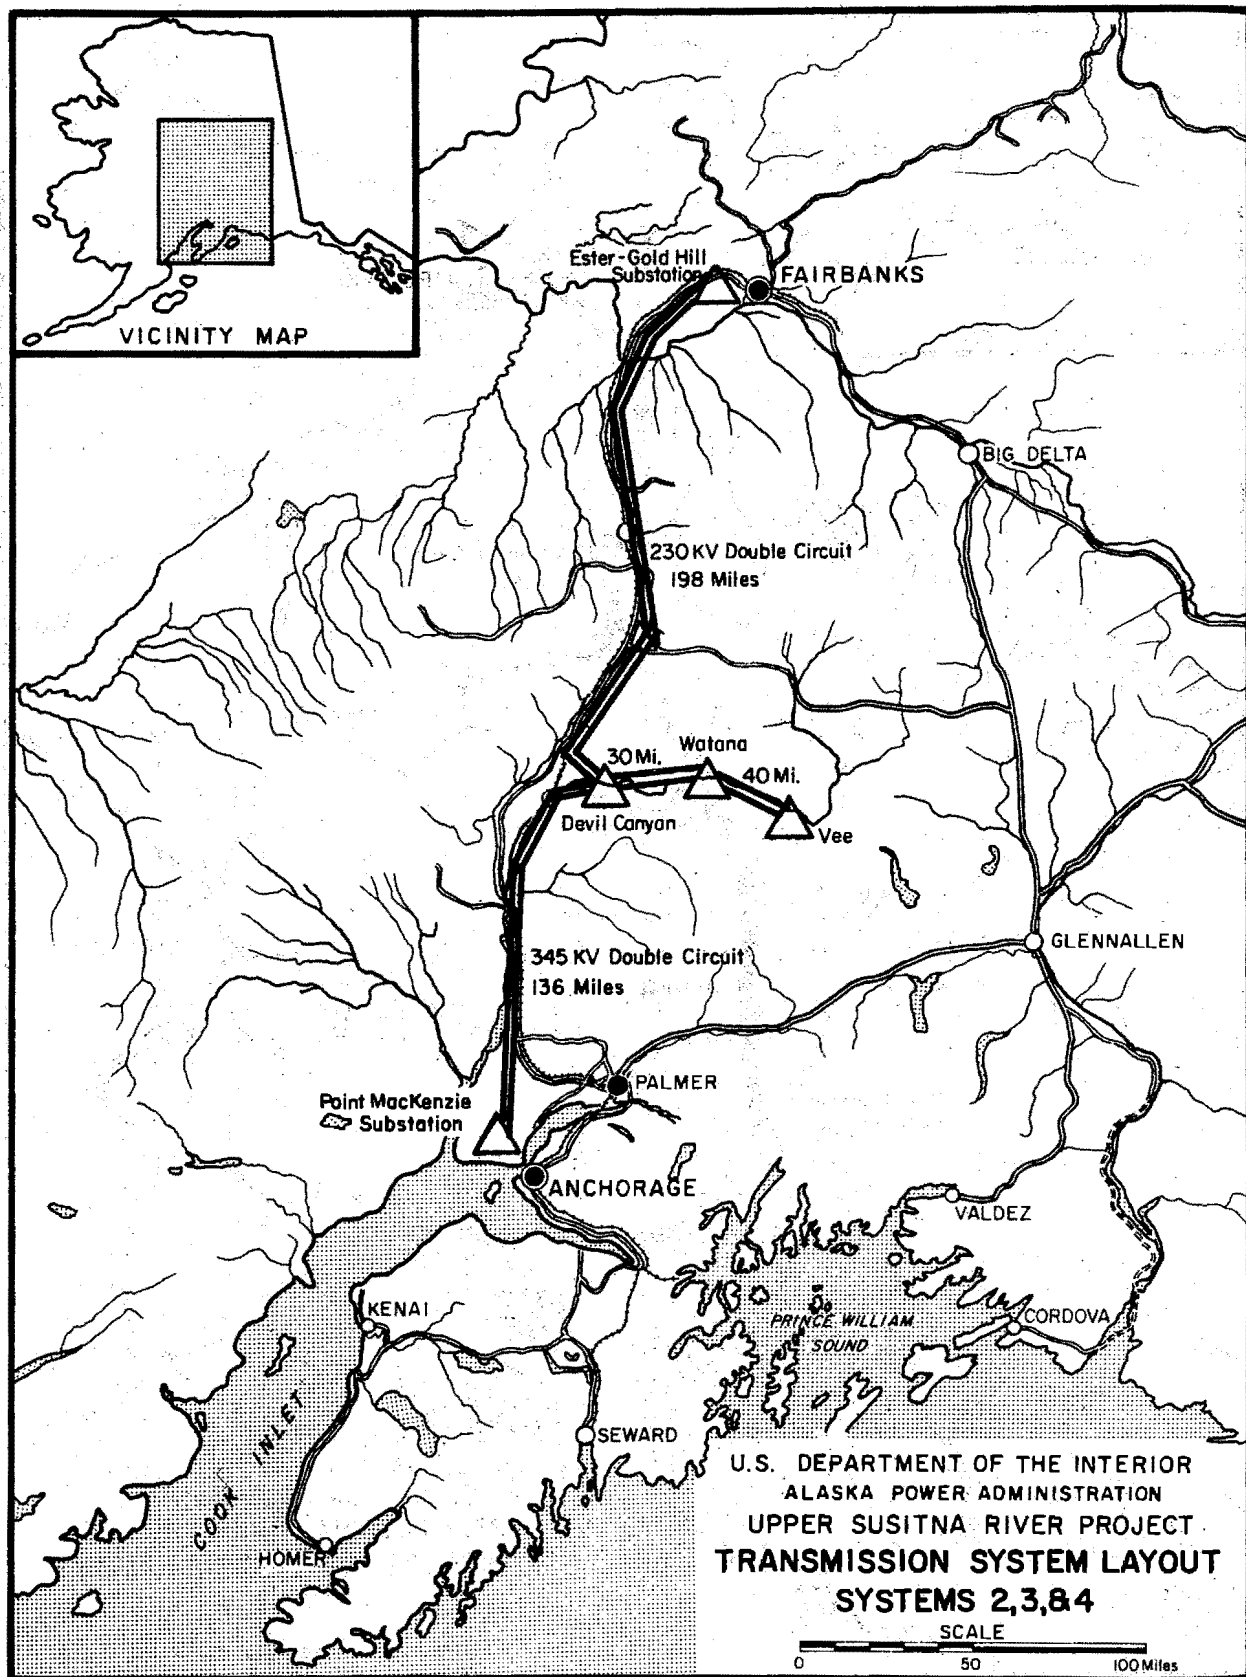 VICINITY MAP
Ester-Gold Hill
Substation
FAIRBANKS
BIG DELTA
230 KV Double Circuit
198 Miles
30 Mi.
Watana
40 Mi.
Devil Canyan
Vee
GLENNALLEN
345 KV Double Circuit
136 Miles
PALMER
Point MacKenzie
Substation
ANCHORAGE
VALDEZ
KENAI
PRINCE WILLIAM
SOUND
CORDOVA
COOK INLET
SEWARD
HOMER
U.S. DEPARTMENT OF THE INTERIOR
ALASKA POWER ADMINISTRATION
UPPER SUSITNA RIVER PROJECT
TRANSMISSION SYSTEM LAYOUT
SYSTEMS 2,3,&4
SCALE
0 50 100 Miles